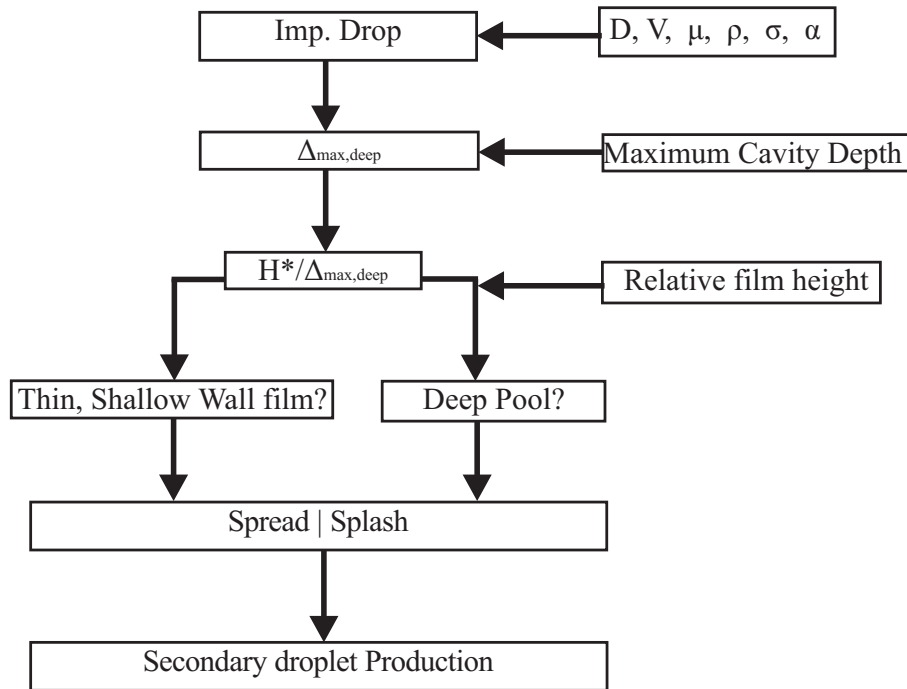 Imp. Drop
D, V, μ, ρ, σ, α
Δmax,deep
Maximum Cavity Depth
H*/Δmax,deep
Relative film height
Thin, Shallow Wall film?
Deep Pool?
Spread | Splash
Secondary droplet Production